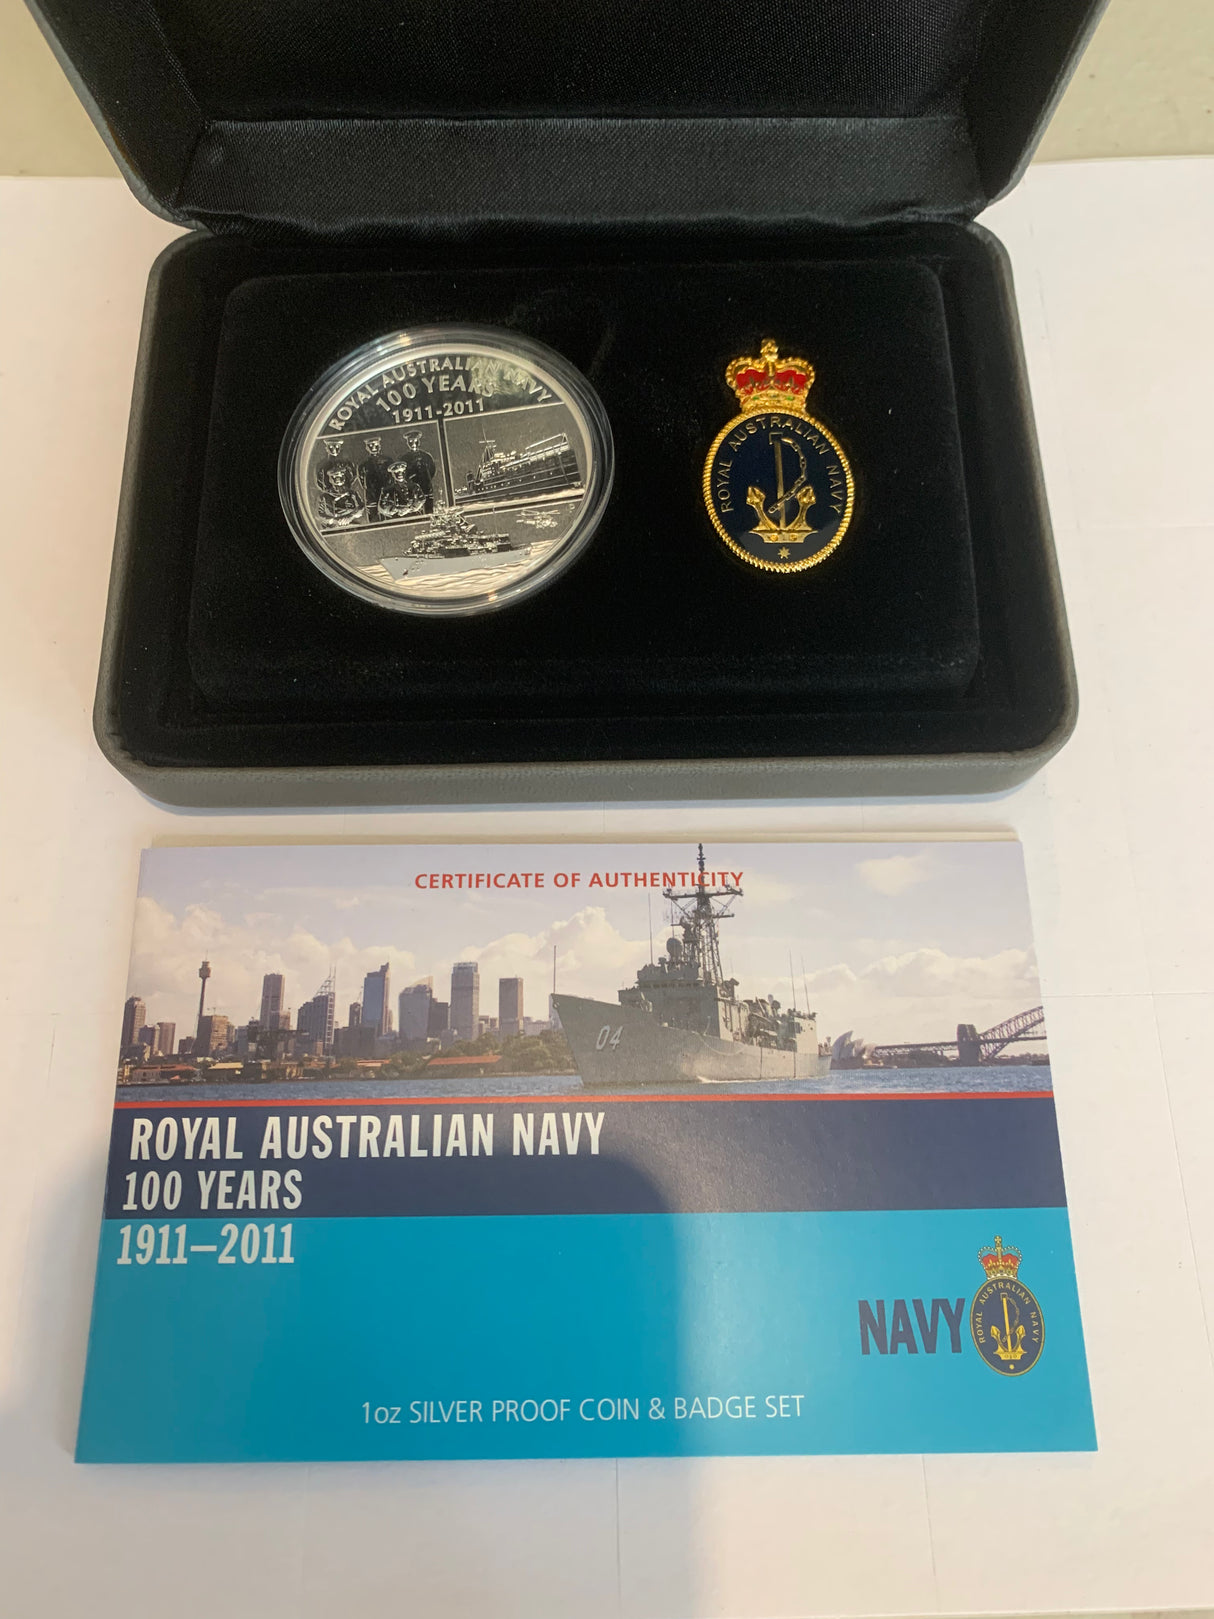 ROYAL AUSTRALIAN NAVY
100 YEARS
1911-2011
ROYAL AUSTRALIAN NAVY
CERTIFICATE OF AUTHENTICITY
04
ROYAL AUSTRALIAN NAVY
100 YEARS
1911–2011
NAVY
ROYAL AUSTRALIAN NAVY
1oz SILVER PROOF COIN & BADGE SET